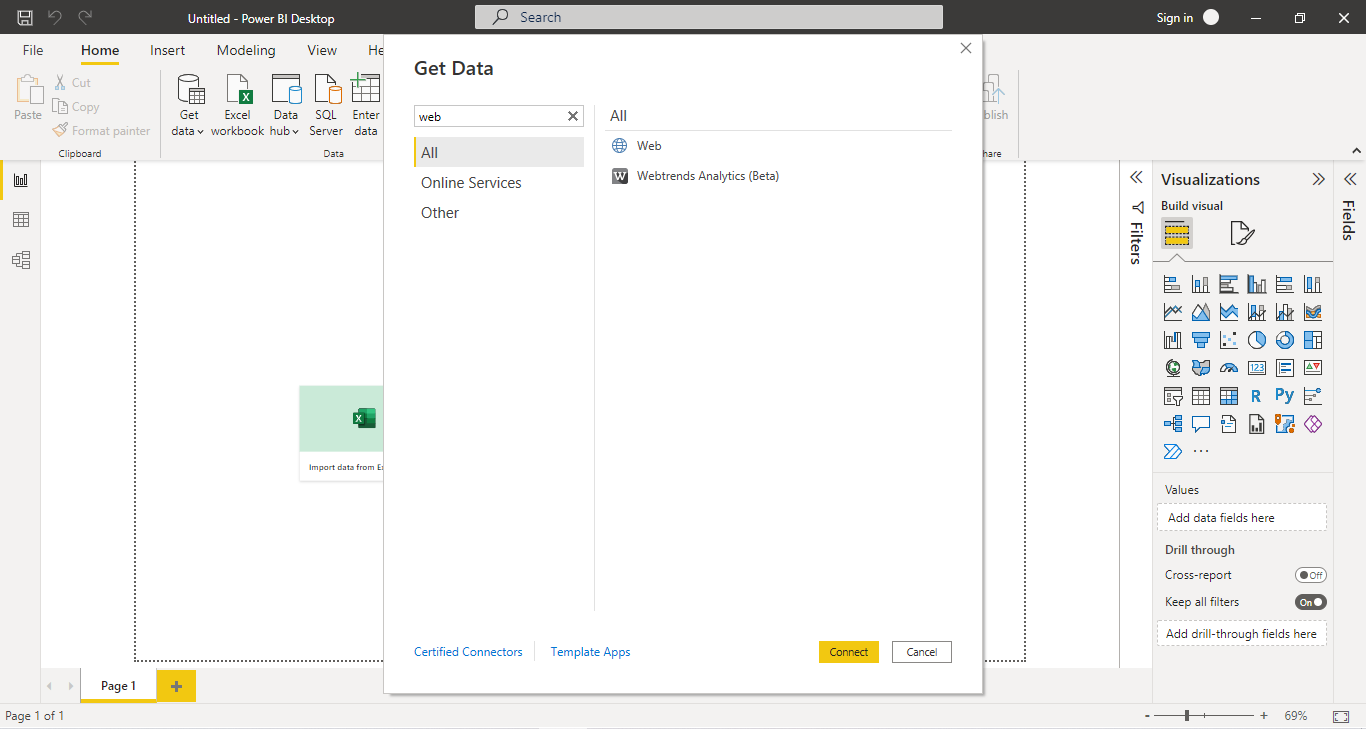 Untitled - Power BI Desktop
Search
Sign in
File
Home
Insert
Modeling
View
He
Paste
Cut
Copy
Format painter
Clipboard
Get data
Excel workbook
Data hub
SQL Server
Enter data
Data
blish
hare
Get Data
web
All
Online Services
Other
All
Web
W
Webtrends Analytics (Beta)
Certified Connectors
Template Apps
Connect
Cancel
X
Import data from Ex
Filters
Visualizations
Build visual
123
R
Py
Values
Add data fields here
Drill through
Cross-report
Off
Keep all filters
On
Add drill-through fields here
Fields
Page 1
Page 1 of 1
- + 69%